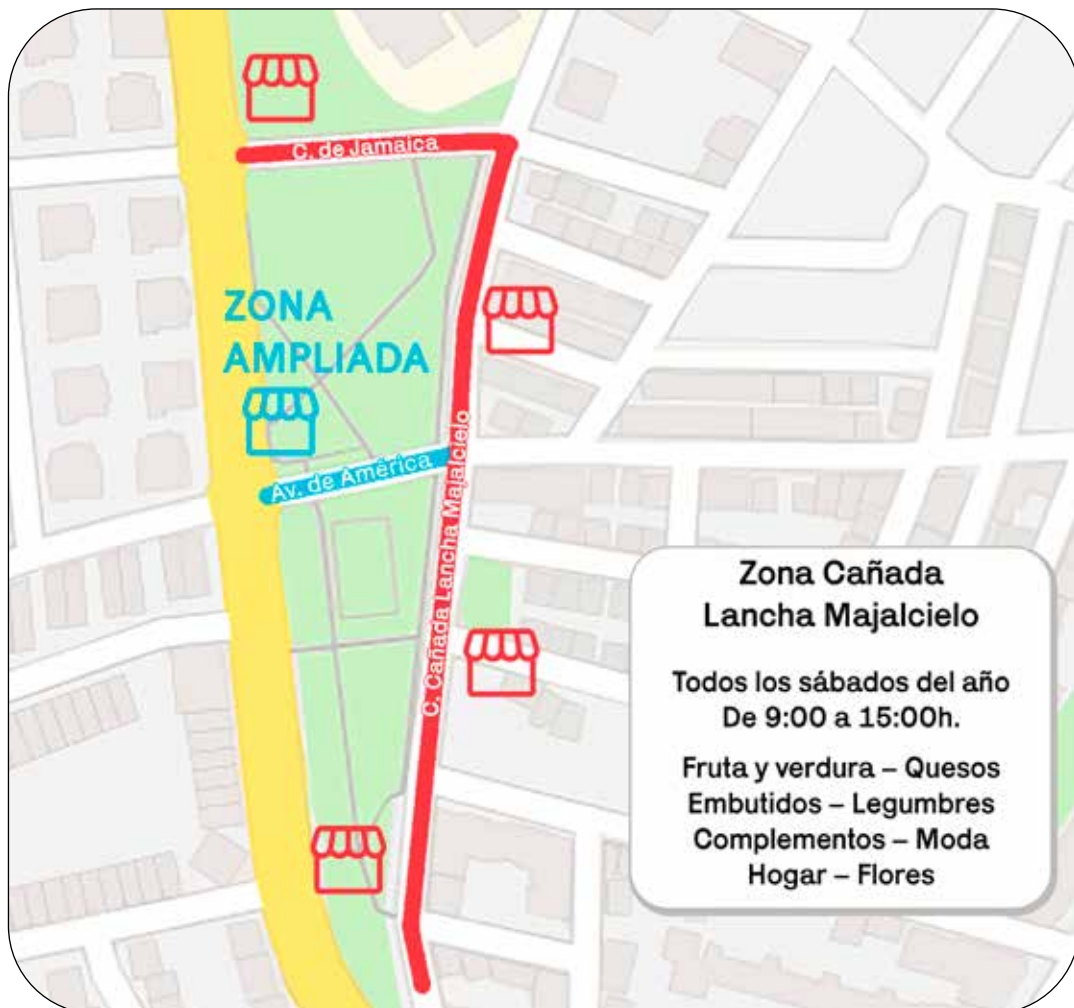 C. de Jamaica
ZONA
AMPLIADA
Av. de América
C. Cañada Lancha Majalcielo
Zona Cañada
Lancha Majalcielo
Todos los sábados del año
De 9:00 a 15:00h.
Fruta y verdura – Quesos
Embutidos – Legumbres
Complementos – Moda
Hogar – Flores